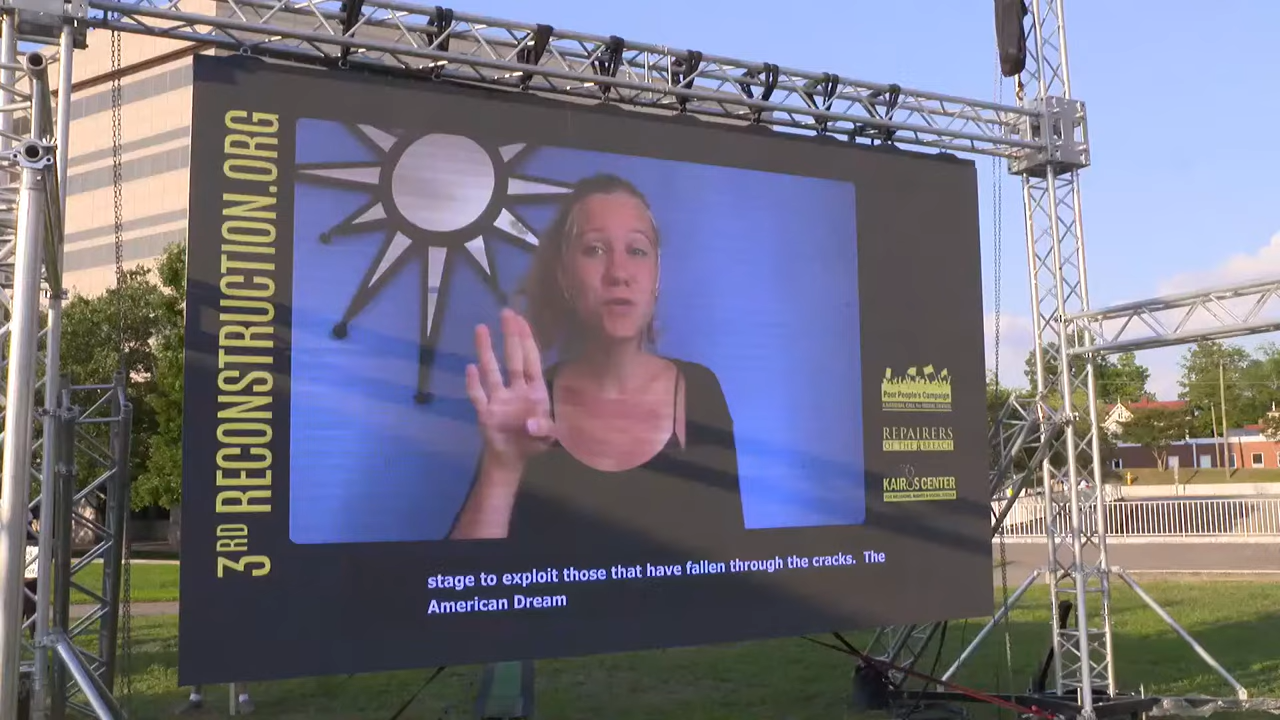 3RD RECONSTRUCTION.ORG
Poor People's Campaign
REPAIRERS
OF THE BREACH
KAIROS CENTER
stage to exploit those that have fallen through the cracks. The
American Dream